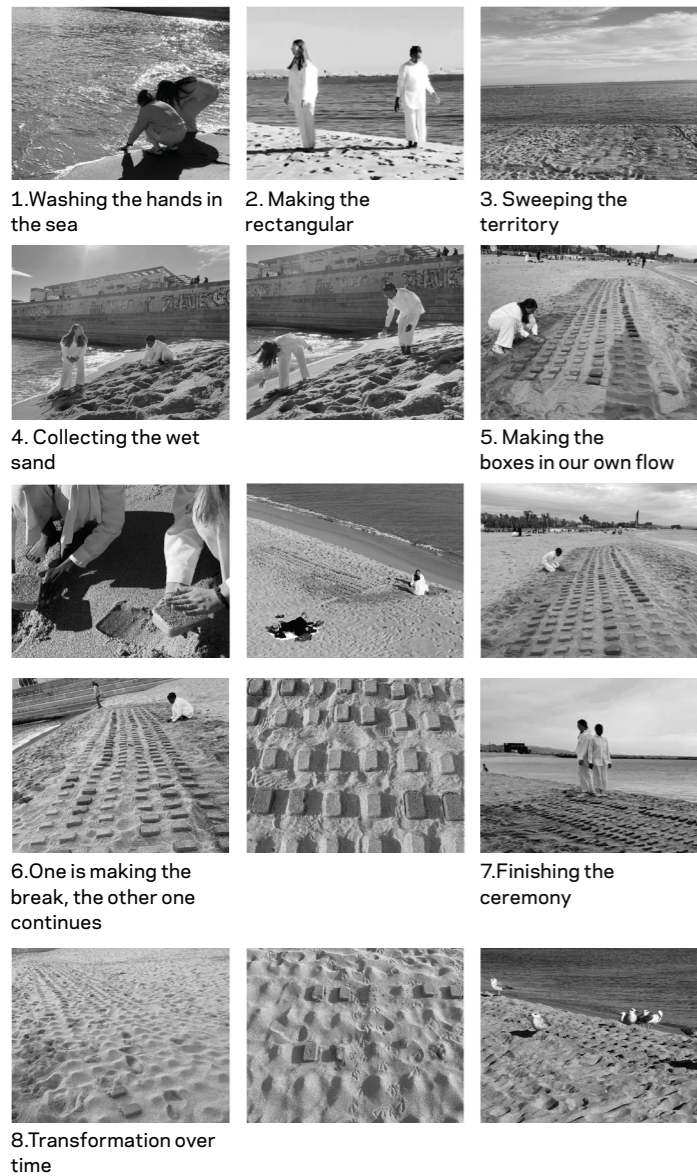 1.Washing the hands in
the sea
2. Making the
rectangular
3. Sweeping the
territory
4. Collecting the wet
sand
5. Making the
boxes in our own flow
6.One is making the
break, the other one
continues
7.Finishing the
ceremony
8.Transformation over
time